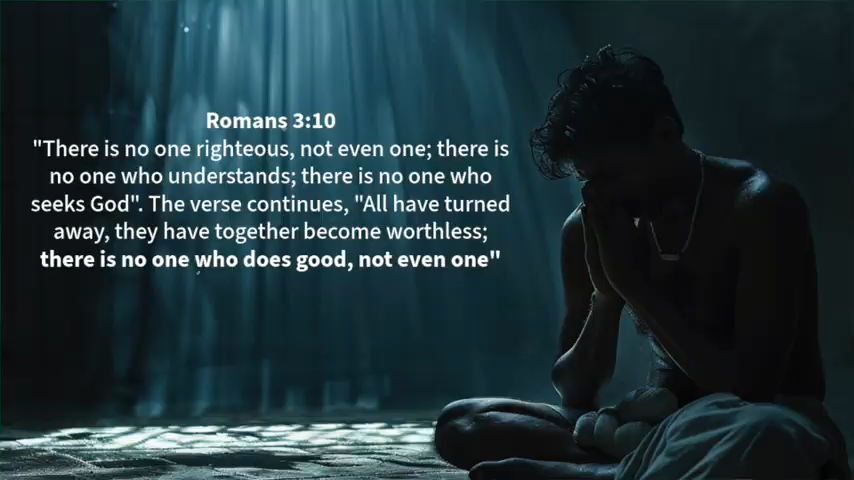 Romans 3:10
"There is no one righteous, not even one; there is
no one who understands; there is no one who
seeks God". The verse continues, "All have turned
away, they have together become worthless;
there is no one who does good, not even one"